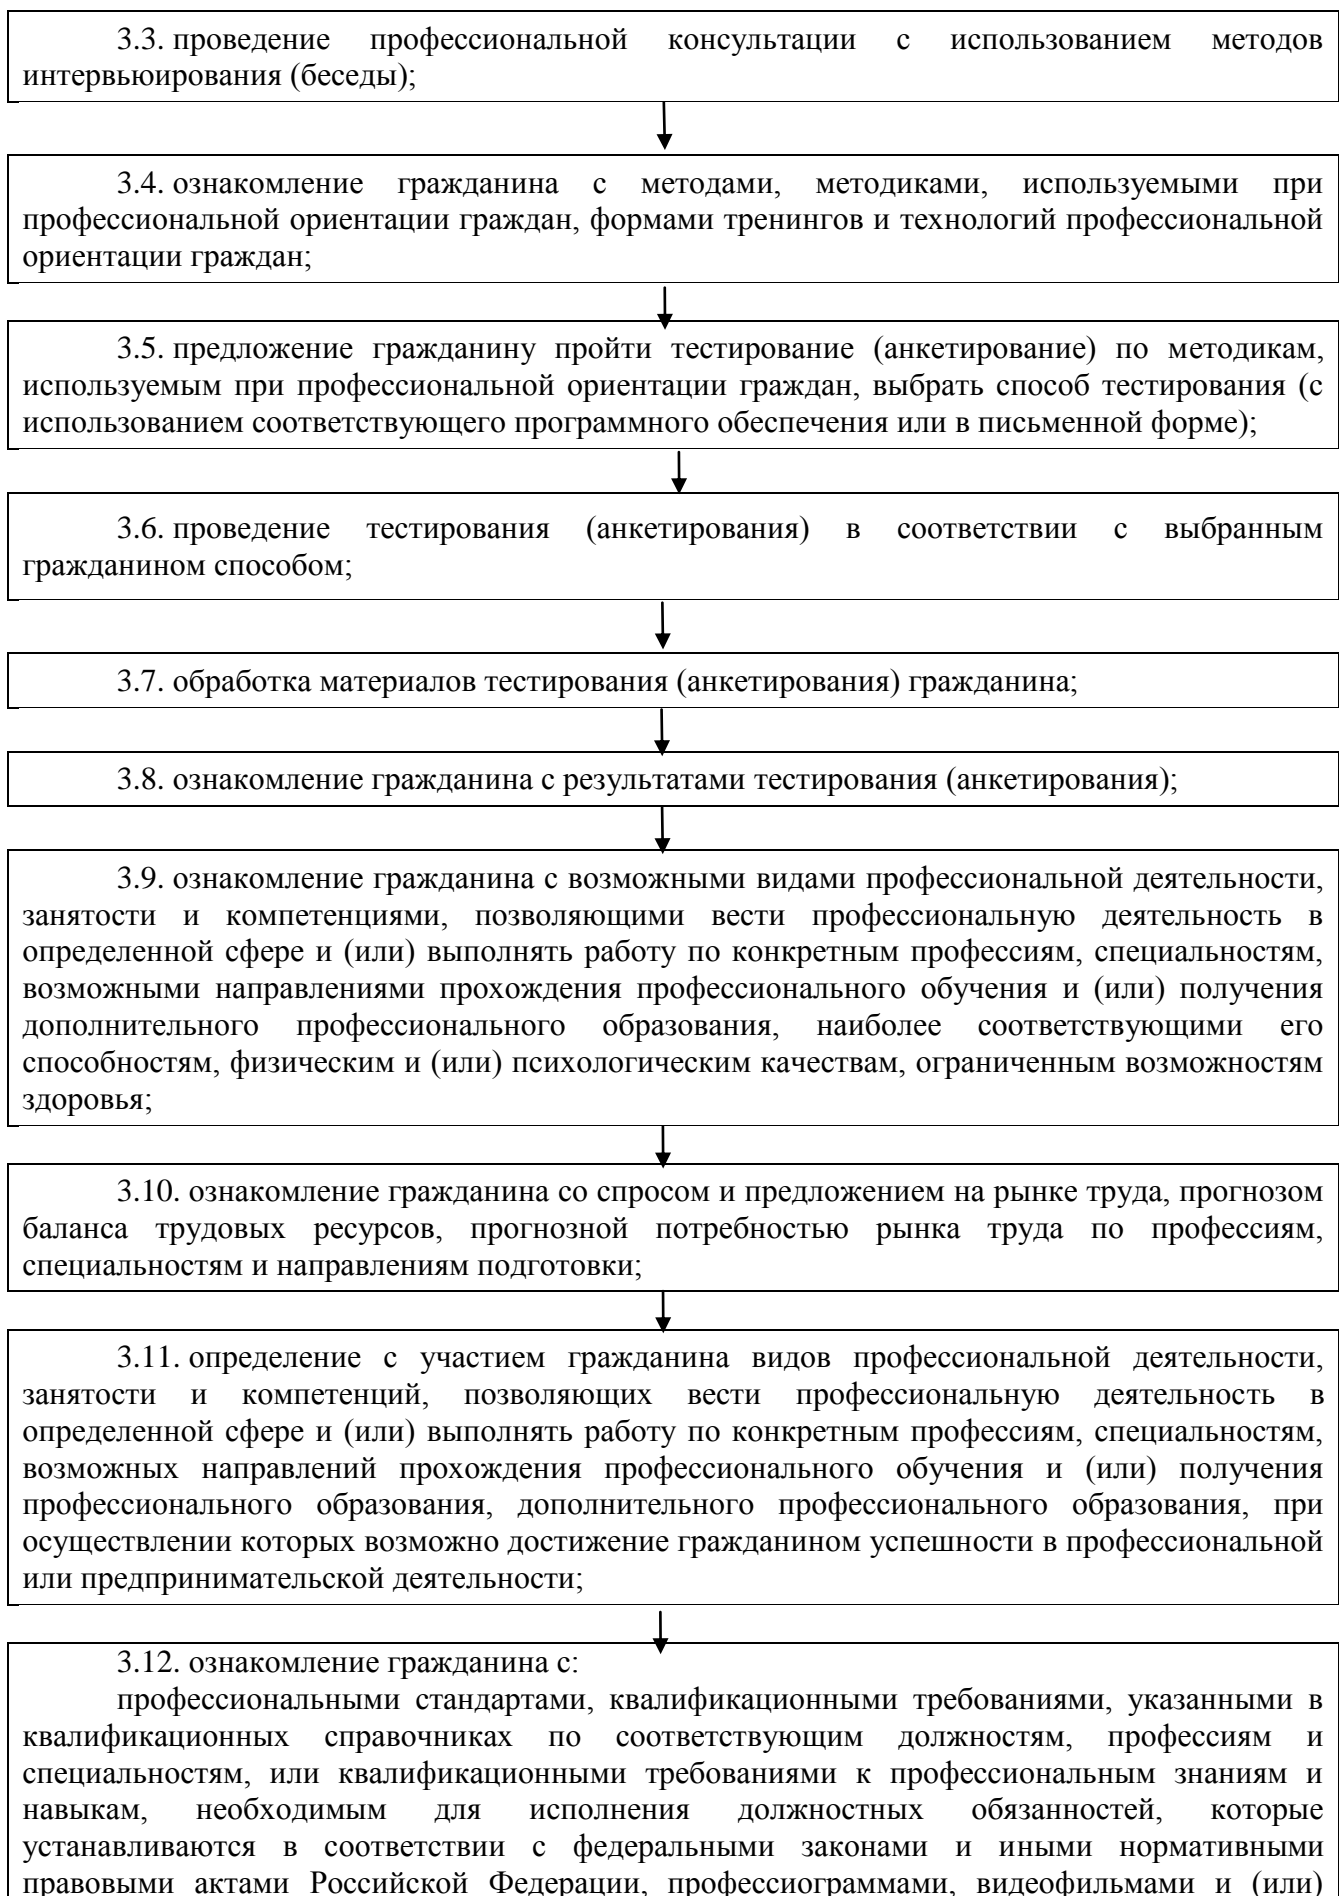 3.3. проведение профессиональной консультации с использованием методов
интервьюирования (беседы);
3.4. ознакомление гражданина с методами, методиками, используемыми при
профессиональной ориентации граждан, формами тренингов и технологий профессиональной
ориентации граждан;
3.5. предложение гражданину пройти тестирование (анкетирование) по методикам,
используемым при профессиональной ориентации граждан, выбрать способ тестирования (с
использованием соответствующего программного обеспечения или в письменной форме);
3.6. проведение тестирования (анкетирования) в соответствии с выбранным
гражданином способом;
3.7. обработка материалов тестирования (анкетирования) гражданина;
3.8. ознакомление гражданина с результатами тестирования (анкетирования);
3.9. ознакомление гражданина с возможными видами профессиональной деятельности,
занятости и компетенциями, позволяющими вести профессиональную деятельность в
определенной сфере и (или) выполнять работу по конкретным профессиям, специальностям,
возможными направлениями прохождения профессионального обучения и (или) получения
дополнительного профессионального образования, наиболее соответствующими его
способностям, физическим и (или) психологическим качествам, ограниченным возможностям
здоровья;
3.10. ознакомление гражданина со спросом и предложением на рынке труда, прогнозом
баланса трудовых ресурсов, прогнозной потребностью рынка труда по профессиям,
специальностям и направлениям подготовки;
3.11. определение с участием гражданина видов профессиональной деятельности,
занятости и компетенций, позволяющих вести профессиональную деятельность в
определенной сфере и (или) выполнять работу по конкретным профессиям, специальностям,
возможных направлений прохождения профессионального обучения и (или) получения
профессионального образования, дополнительного профессионального образования, при
осуществлении которых возможно достижение гражданином успешности в профессиональной
или предпринимательской деятельности;
3.12. ознакомление гражданина с:
профессиональными стандартами, квалификационными требованиями, указанными в
квалификационных справочниках по соответствующим должностям, профессиям и
специальностям, или квалификационными требованиями к профессиональным знаниям и
навыкам, необходимым для исполнения должностных обязанностей, которые
устанавливаются в соответствии с федеральными законами и иными нормативными
правовыми актами Российской Федерации, профессиограммами, видеофильмами и (или)